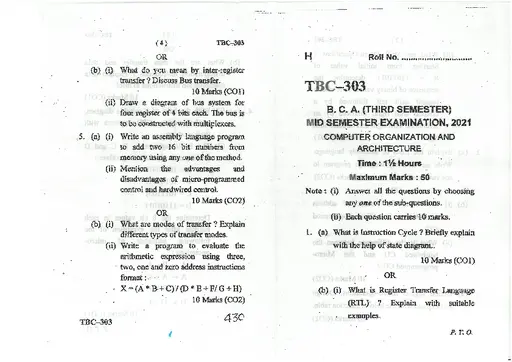 ( 4 ) TBC–303
OR
(b) (i) What do you mean by inter-register
transfer ? Discuss Bus transfer.
10 Marks (CO1)
(ii) Draw a diagram of bus system for
four register of 4 bits each. The bus is
to be constructed with multiplexers.
5. (a) (i) Write an assembly language program
to add two 16 bit numbers from
memory using any one of the method.
(ii) Mention the advantages and
disadvantages of micro-programmed
control and hardwired control.
10 Marks (CO2)
OR
(b) (i) What are modes of transfer ? Explain
different types of transfer modes.
(ii) Write a program to evaluate the
arithmetic expression using three,
two, one and zero address instructions
format :
X = (A * B + C) / (D * E + F/ G + H)
10 Marks (CO2)
TBC–303 430
H Roll No. ..............................
TBC–303
B. C. A. (THIRD SEMESTER)
MID SEMESTER EXAMINATION, 2021
COMPUTER ORGANIZATION AND
ARCHITECTURE
Time : 1½ Hours
Maximum Marks : 50
Note : (i) Answer all the questions by choosing
any one of the sub-questions.
(ii) Each question carries 10 marks.
1. (a) What is Instruction Cycle ? Briefly explain
with the help of state diagram..
10 Marks (CO1)
OR
(b) (i) What is Register Transfer Language
(RTL) ? Explain with suitable
examples.
P. T. O.